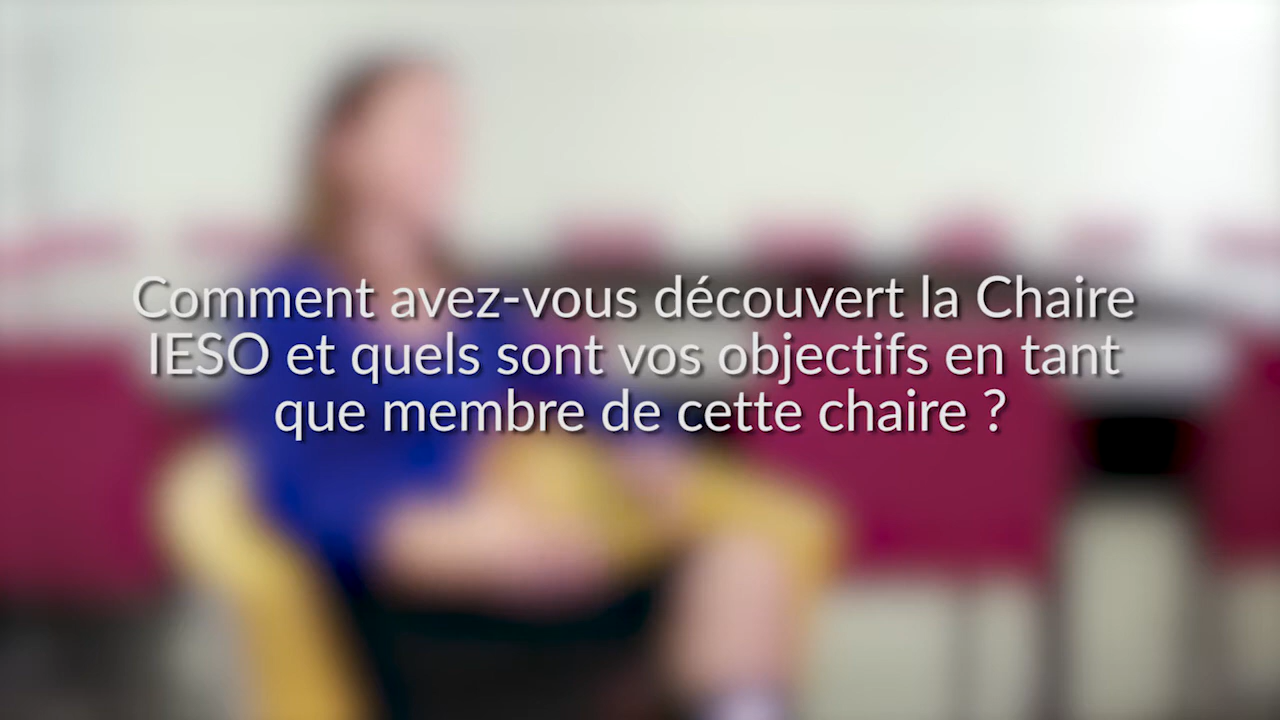 Comment avez-vous découvert la Chaire
IESO et quels sont vos objectifs en tant
que membre de cette chaire ?